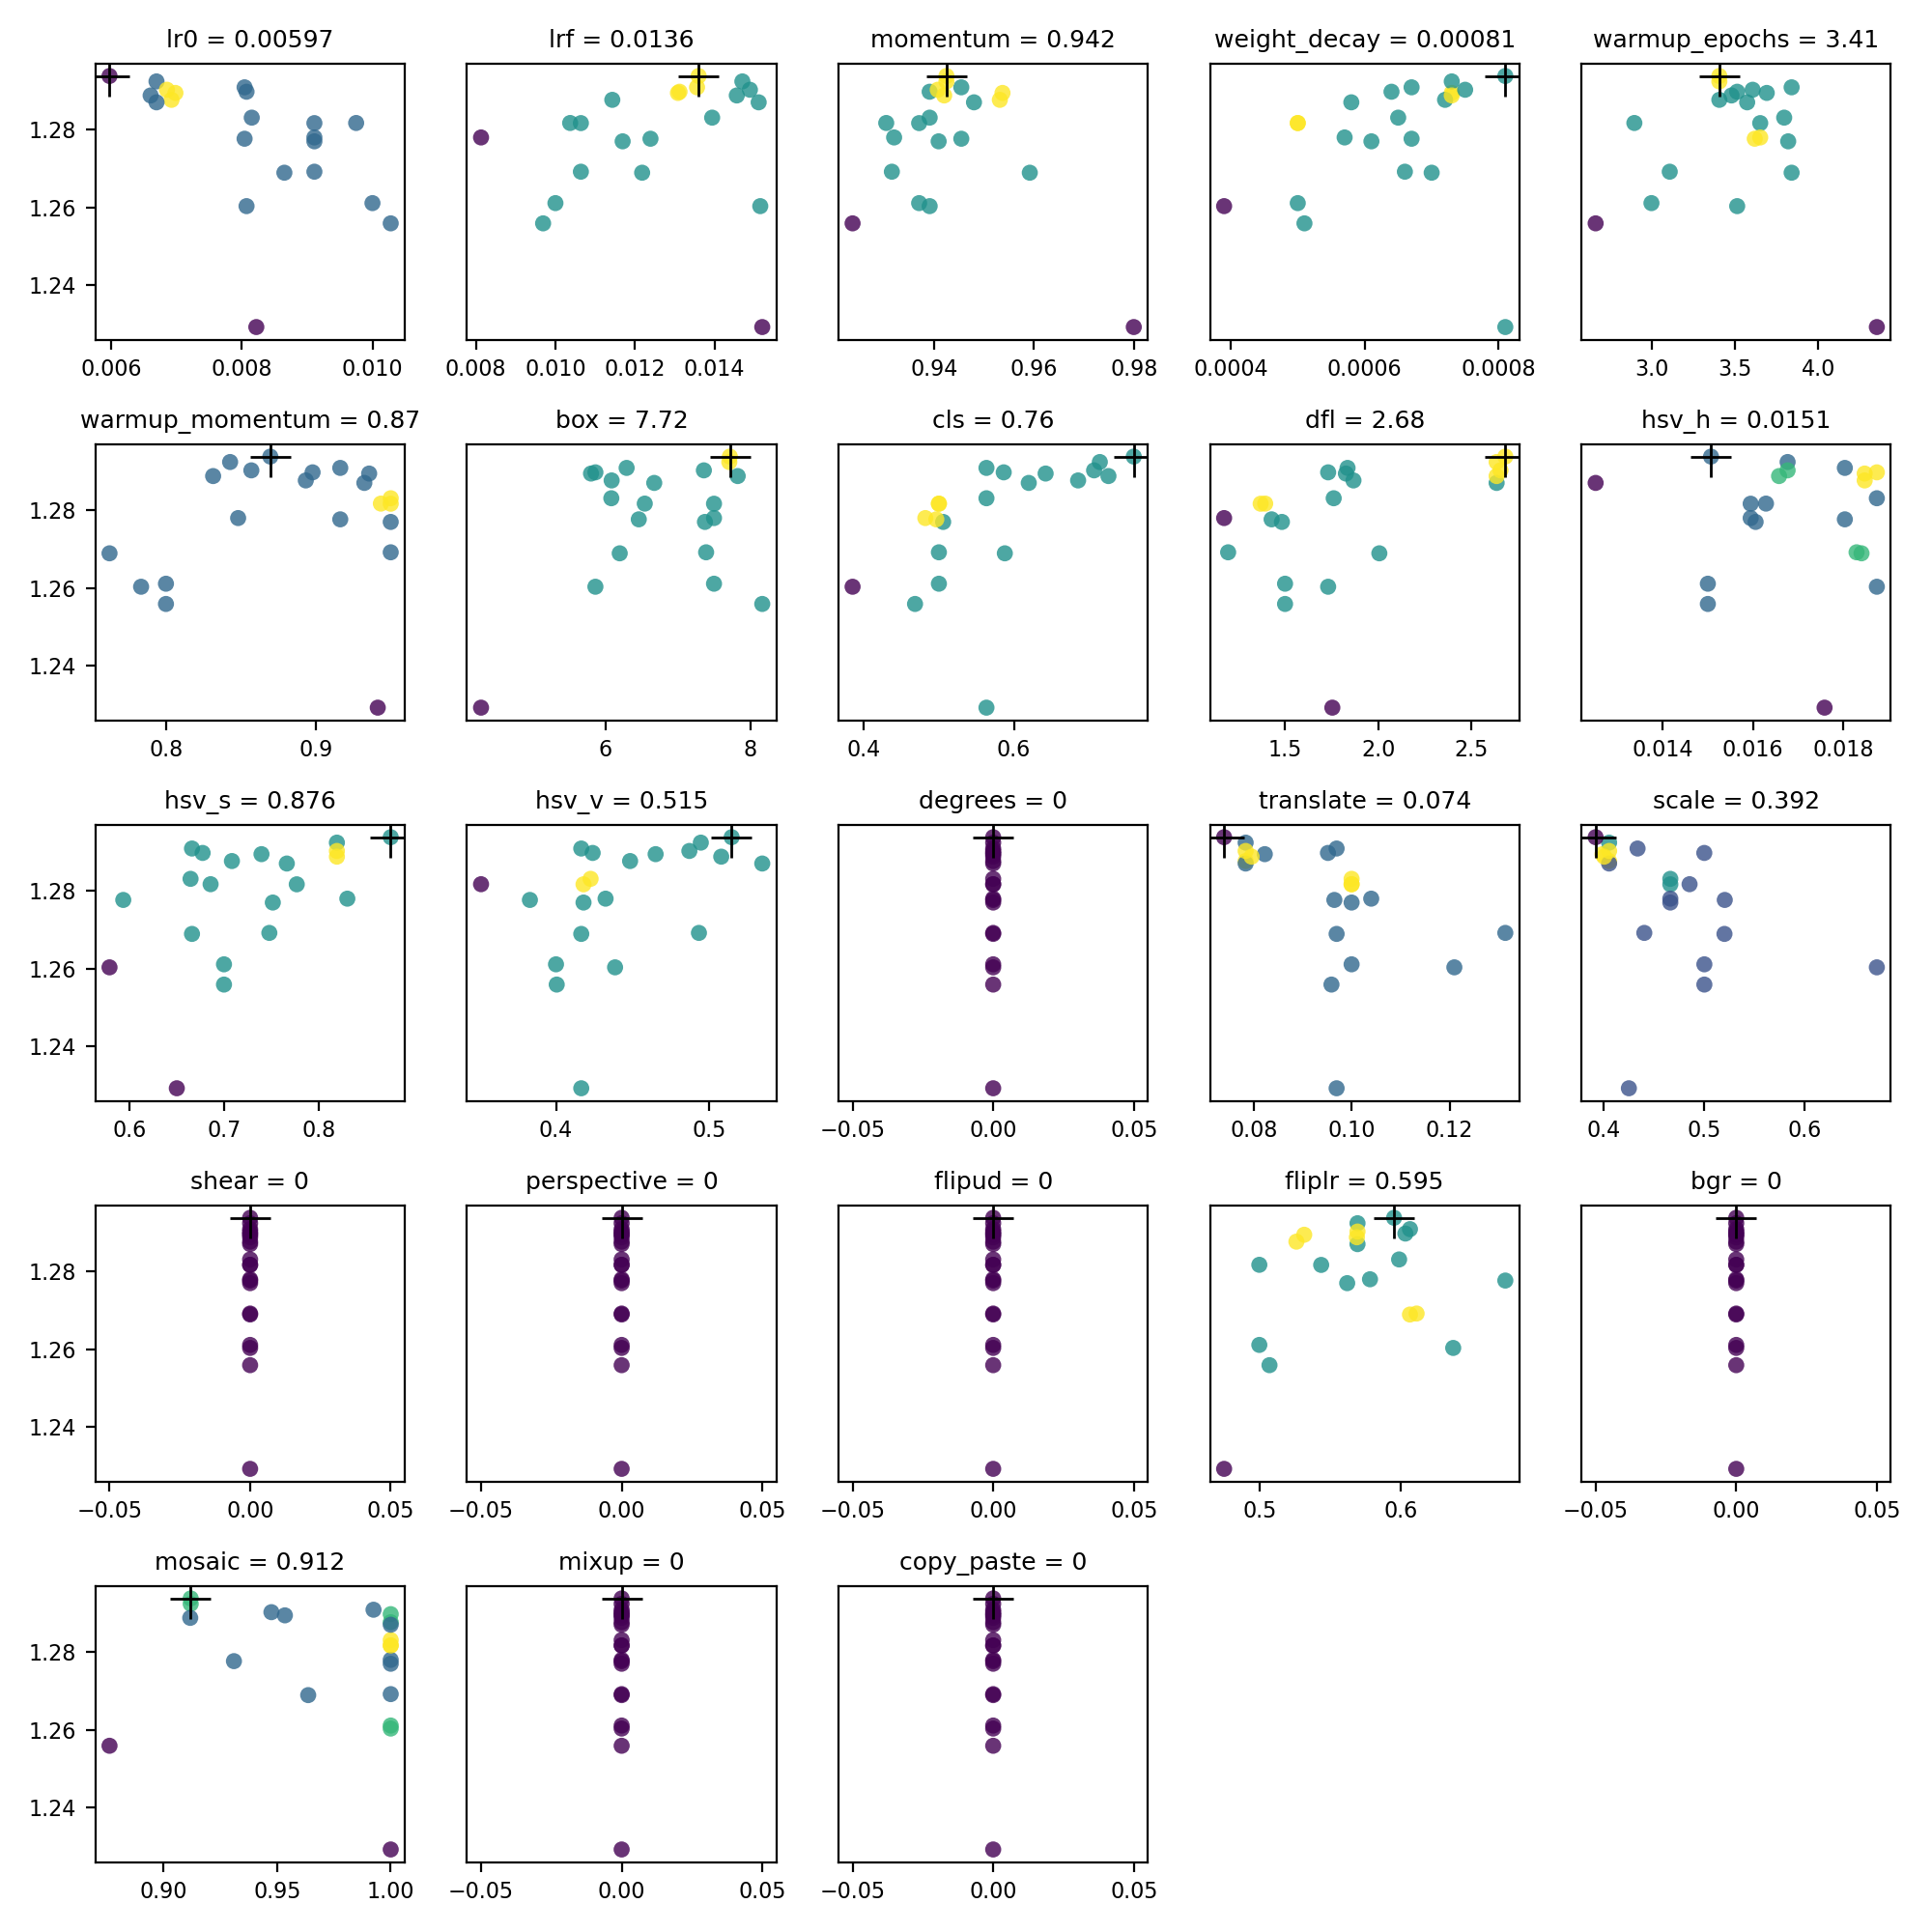 lr0 = 0.00597 lrf = 0.0136 momentum = 0.942 weight_decay = 0.00081 warmup_epochs = 3.41
1.28
1.26
1.24
0.006 0.008 0.010 0.008 0.010 0.012 0.014 0.94 0.96 0.98 0.0004 0.0006 0.0008 3.0 3.5 4.0
warmup_momentum = 0.87 box = 7.72 cls = 0.76 dfl = 2.68 hsv_h = 0.0151
1.28
1.26
1.24
0.8 0.9 6 8 0.4 0.6 1.5 2.0 2.5 0.014 0.016 0.018
hsv_s = 0.876 hsv_v = 0.515 degrees = 0 translate = 0.074 scale = 0.392
1.28
1.26
1.24
0.6 0.7 0.8 0.4 0.5 −0.05 0.00 0.05 0.08 0.10 0.12 0.4 0.5 0.6
shear = 0 perspective = 0 flipud = 0 fliplr = 0.595 bgr = 0
1.28
1.26
1.24
−0.05 0.00 0.05 −0.05 0.00 0.05 −0.05 0.00 0.05 0.5 0.6 −0.05 0.00 0.05
mosaic = 0.912 mixup = 0 copy_paste = 0
1.28
1.26
1.24
0.90 0.95 1.00 −0.05 0.00 0.05 −0.05 0.00 0.05